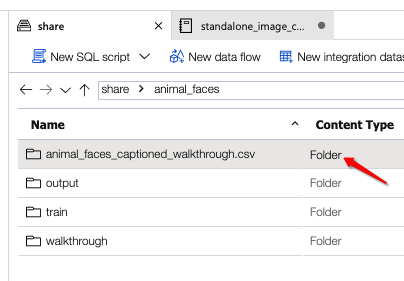 share
standalone_image_c...
New SQL script
New data flow
New integration datas
share > animal_faces
Name
Content Type
animal_faces_captioned_walkthrough.csv
Folder
output
Folder
train
Folder
walkthrough
Folder